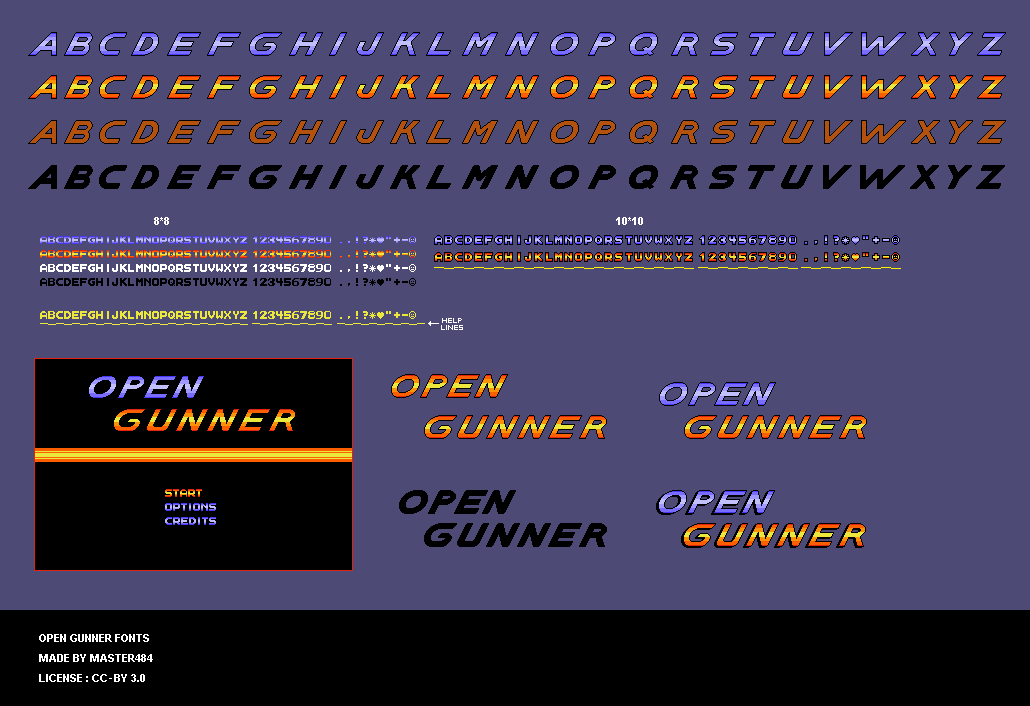 ABCDEFGHIJKLMNOPQRSTUVWXYZ
ABCDEFGHIJKLMNOPQRSTUVWXYZ
ABCDEFGHIJKLMNOPQRSTUVWXYZ
ABCDEFGHIJKLMNOPQRSTUVWXYZ
8*8
10*10
ABCDEFGHIJKLMNOPQRSTUVWXYZ 1234567890 .,!?*♥"+-☺
ABCDEFGHIJKLMNOPQRSTUVWXYZ 1234567890 .,!?*♥"+-☺
ABCDEFGHIJKLMNOPQRSTUVWXYZ 1234567890 .,!?*♥"+-☺
ABCDEFGHIJKLMNOPQRSTUVWXYZ 1234567890 .,!?*♥"+-☺
ABCDEFGHIJKLMNOPQRSTUVWXYZ 1234567890 .,!?*♥"+-☺
ABCDEFGHIJKLMNOPQRSTUVWXYZ 1234567890 .,!?*♥"+-☺
ABCDEFGHIJKLMNOPQRSTUVWXYZ 1234567890 .,!?*♥"+-☺
←HELP
LINES
OPEN
GUNNER
START
OPTIONS
CREDITS
OPEN
GUNNER
OPEN
GUNNER
OPEN
GUNNER
OPEN
GUNNER
OPEN GUNNER FONTS
MADE BY MASTER484
LICENSE : CC-BY 3.0